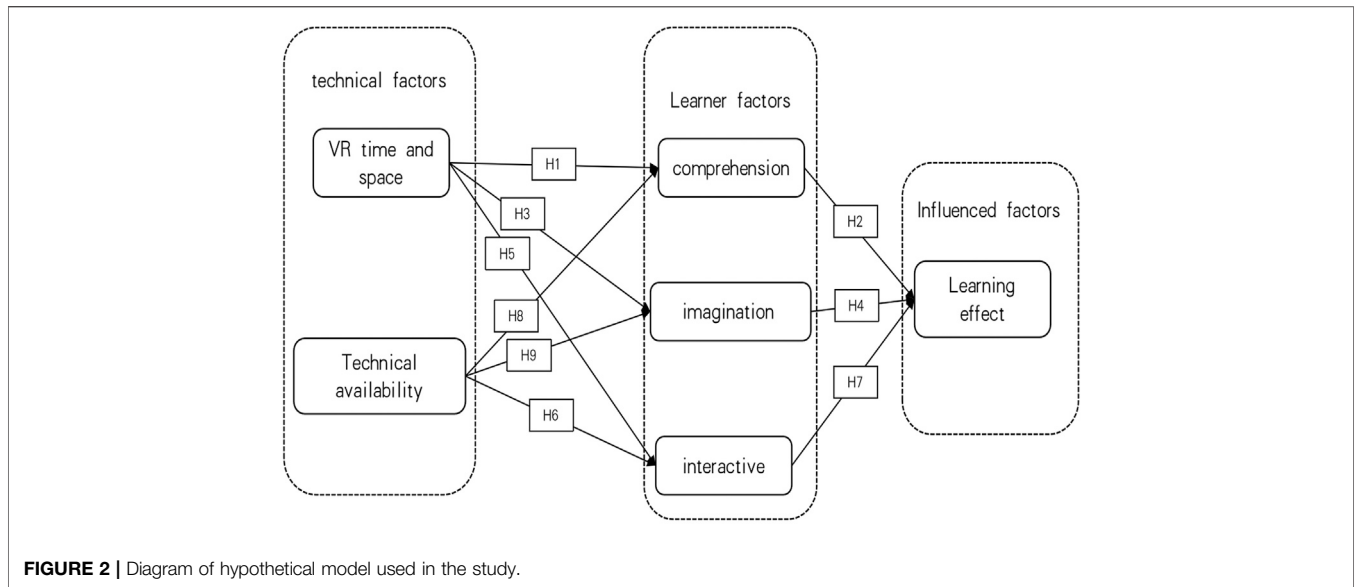 technical factors
VR time and
space
Technical
availability
H1
H3
H5
H8
H9
H6
Learner factors
comprehension
imagination
interactive
H2
H4
H7
Influenced factors
Learning
effect
FIGURE 2 | Diagram of hypothetical model used in the study.